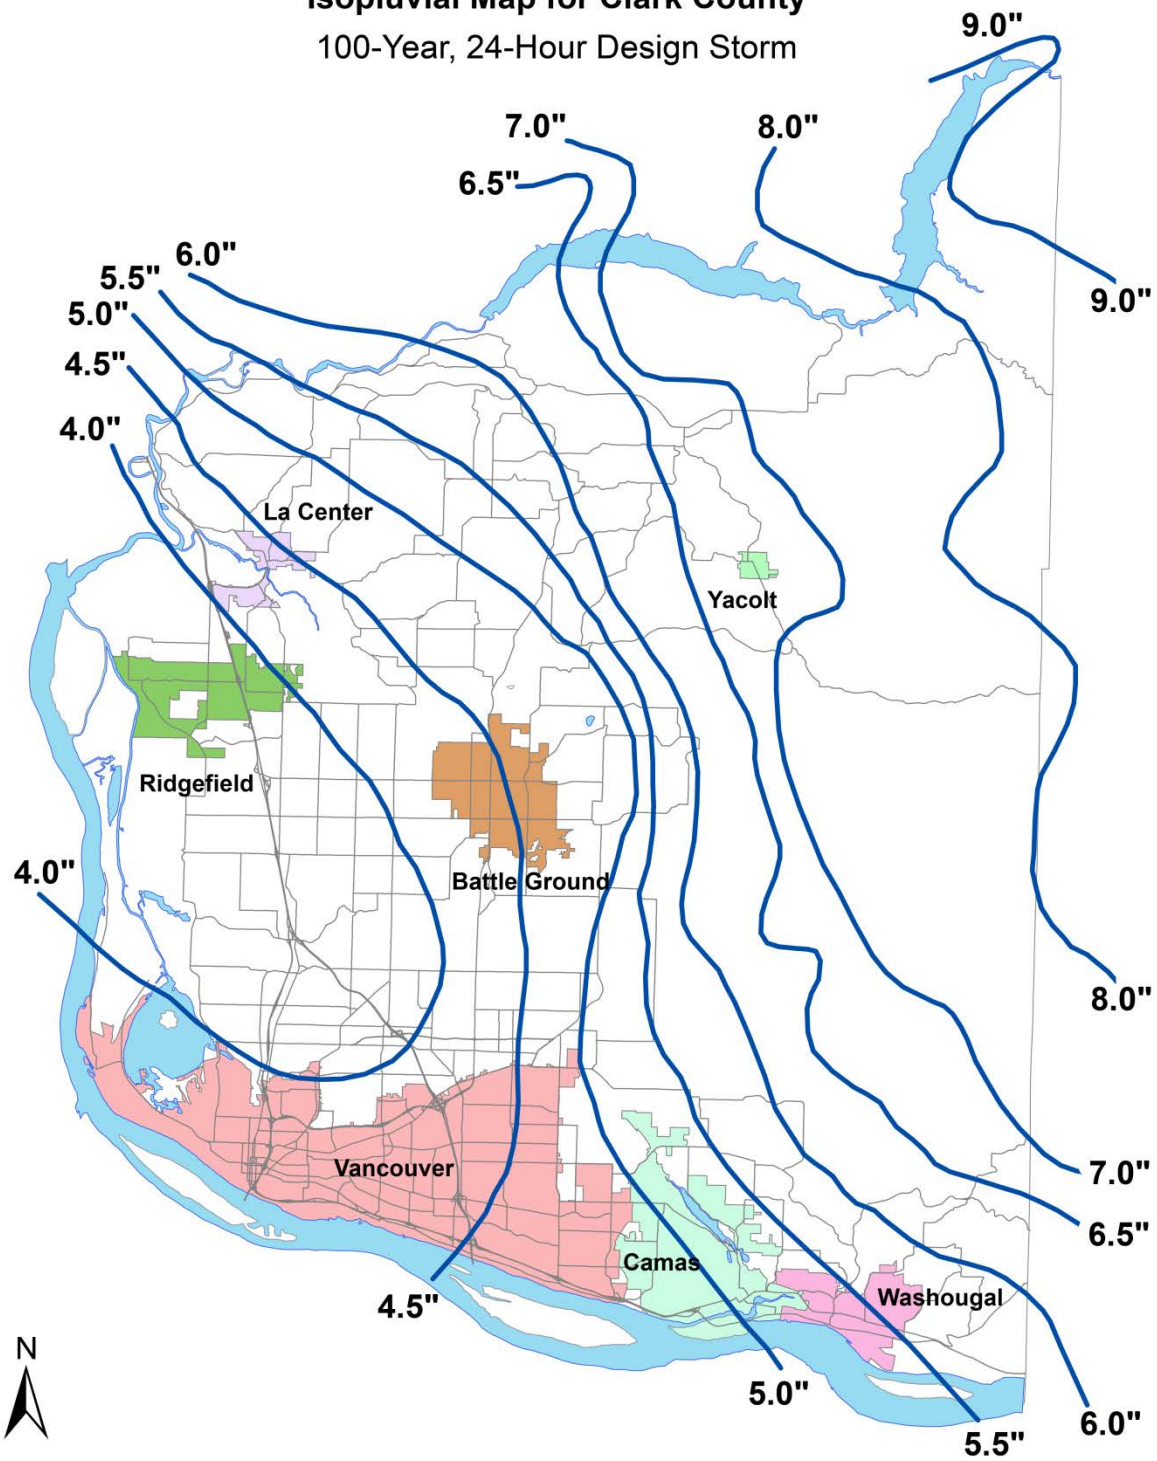 Isopluvial Map for Clark County
100-Year, 24-Hour Design Storm
9.0"
7.0"
8.0"
6.5"
6.0"
5.5"
5.0"
9.0"
4.5"
4.0"
La Center
Yacolt
Ridgefield
4.0"
Battle Ground
8.0"
Vancouver
7.0"
6.5"
Camas
4.5"
Washougal
N
5.0"
6.0"
5.5"